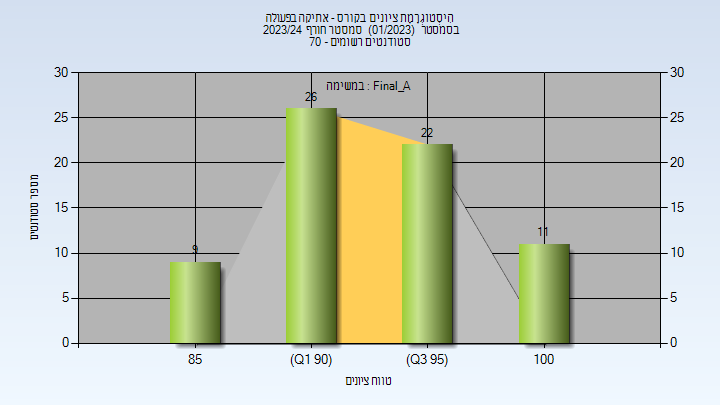 היסטוגרמת ציונים בקורס - אתיקה בפעולה
בסמסטר (01/2023) סמסטר חורף 2023/24
סטודנטים רשומים - 70
במשימה : Final_A
30 30
25 25
20 20
15 15
10 10
5 5
0 0
26
22
9
11
מספר סטודנטים
85 (Q1 90) (Q3 95) 100
טווח ציונים